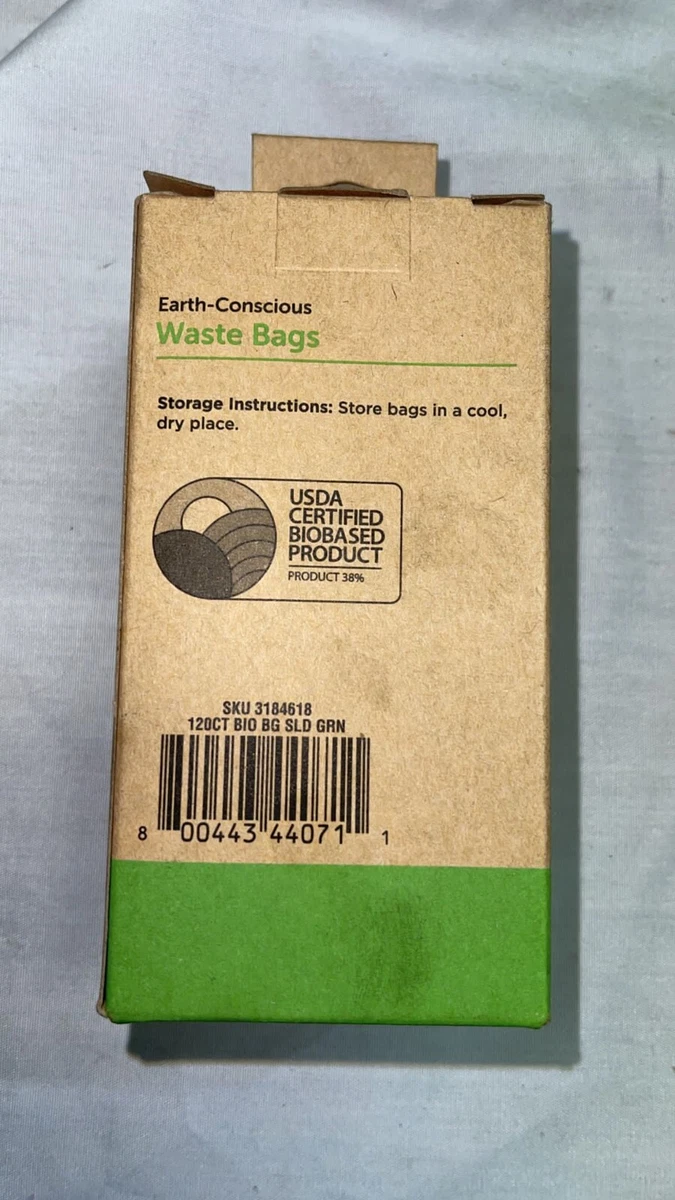 Earth-Conscious
Waste Bags
Storage Instructions: Store bags in a cool,
dry place.
USDA
CERTIFIED
BIOBASED
PRODUCT
PRODUCT 38%
SKU 3184618
120CT BIO BG SLD GRN
8 00443 44071 1